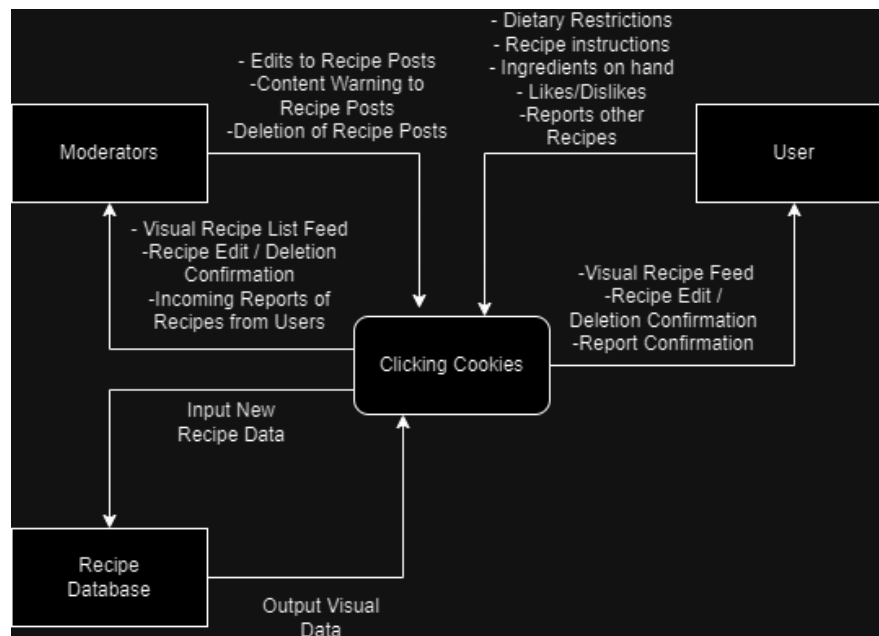 - Dietary Restrictions
- Recipe instructions
- Ingredients on hand
- Likes/Dislikes
-Reports other
Recipes
- Edits to Recipe Posts
-Content Warning to
Recipe Posts
-Deletion of Recipe Posts
Moderators
User
- Visual Recipe List Feed
-Recipe Edit / Deletion
Confirmation
-Incoming Reports of
Recipes from Users
-Visual Recipe Feed
-Recipe Edit /
Deletion Confirmation
-Report Confirmation
Clicking Cookies
Input New
Recipe Data
Recipe
Database
Output Visual
Data